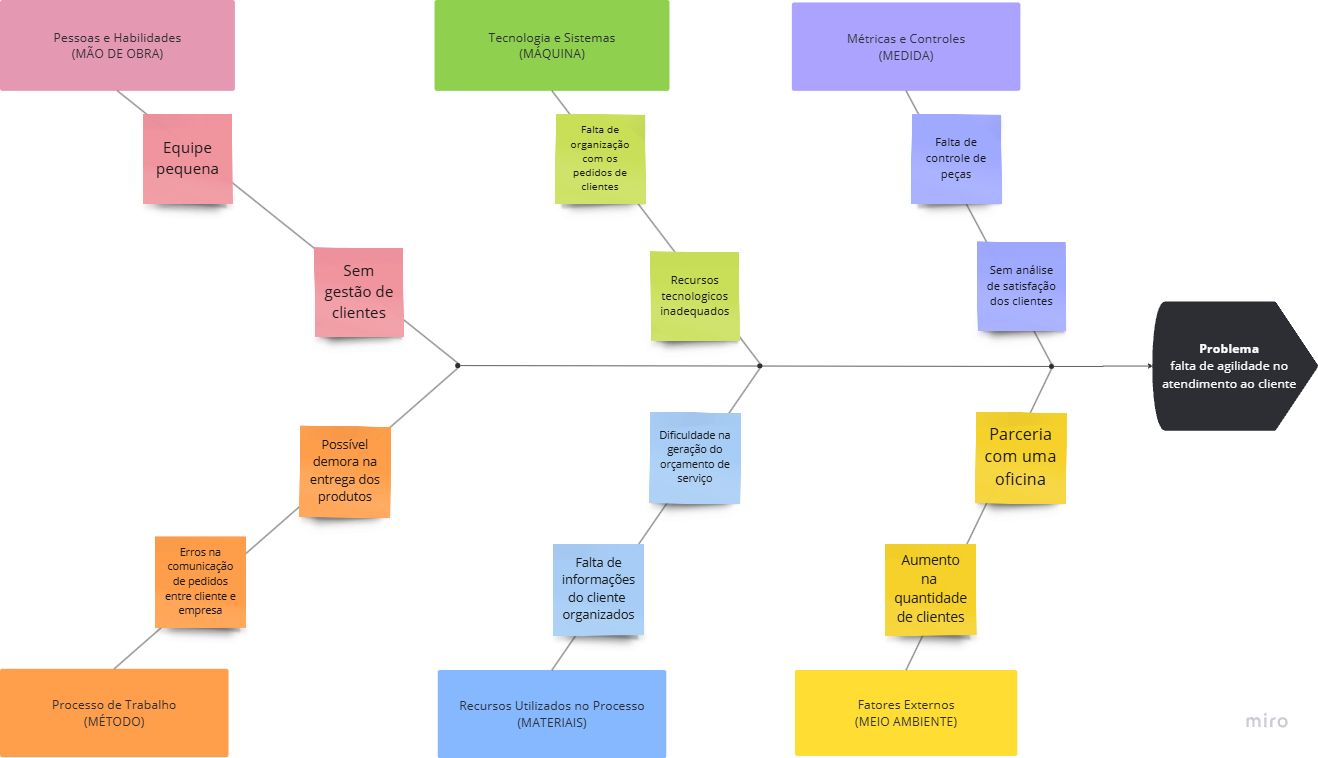 Pessoas e Habilidades
(MÃO DE OBRA)
Tecnologia e Sistemas
(MÁQUINA)
Métricas e Controles
(MEDIDA)
Equipe
pequena
Falta de
organização
com os
pedidos de
clientes
Falta de
controle de
peças
Sem
gestão de
clientes
Recursos
tecnologicos
inadequados
Sem análise
de satisfação
dos clientes
Problema
falta de agilidade no
atendimento ao cliente
Possível
demora na
entrega dos
produtos
Dificuldade na
geração do
orçamento de
serviço
Parceria
com uma
oficina
Erros na
comunicação
de pedidos
entre cliente e
empresa
Falta de
informações
do cliente
organizados
Aumento
na
quantidade
de clientes
Processo de Trabalho
(MÉTODO)
Recursos Utilizados no Processo
(MATERIAIS)
Fatores Externos
(MEIO AMBIENTE)
miro